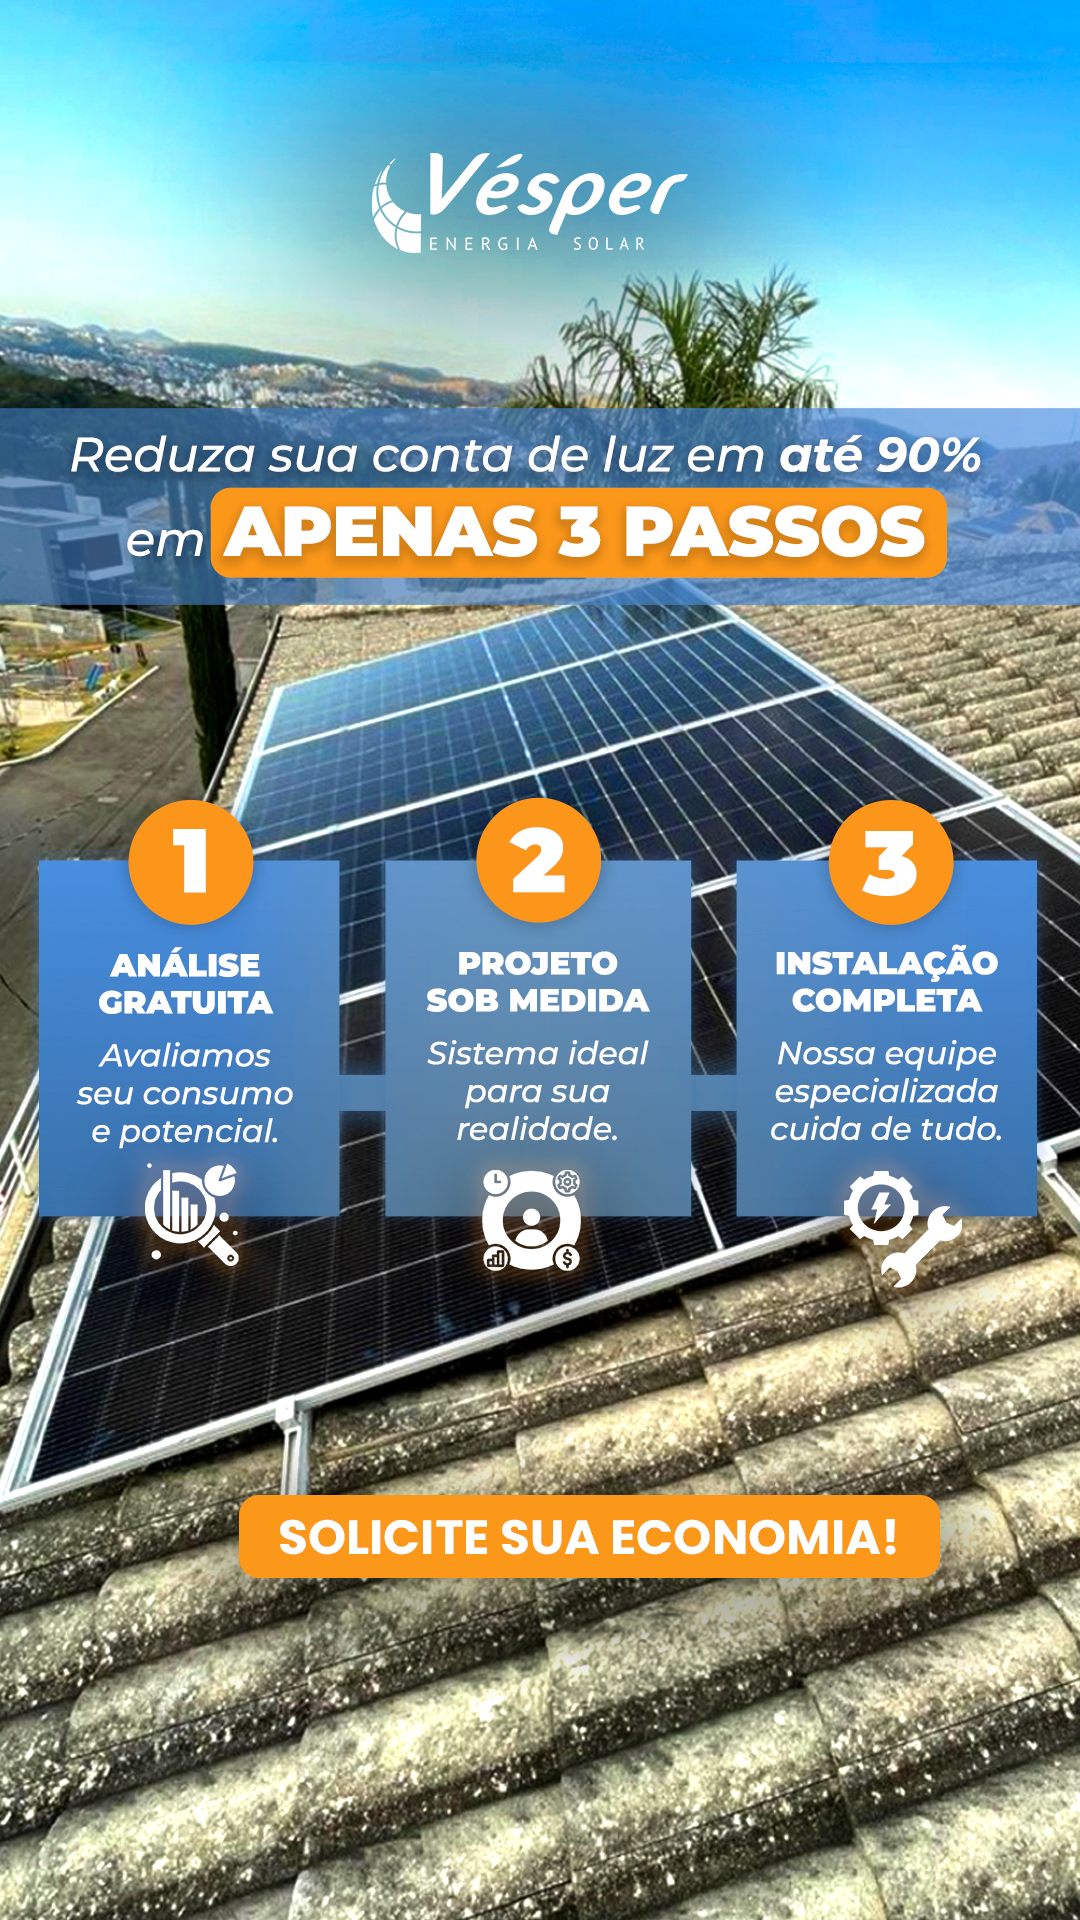 Vésper
ENERGIA SOLAR
Reduza sua conta de luz em até 90%
em APENAS 3 PASSOS
1
ANÁLISE
GRATUITA
Avaliamos
seu consumo
e potencial.
2
PROJETO
SOB MEDIDA
Sistema ideal
para sua
realidade.
3
INSTALAÇÃO
COMPLETA
Nossa equipe
especializada
cuida de tudo.
$
SOLICITE SUA ECONOMIA!